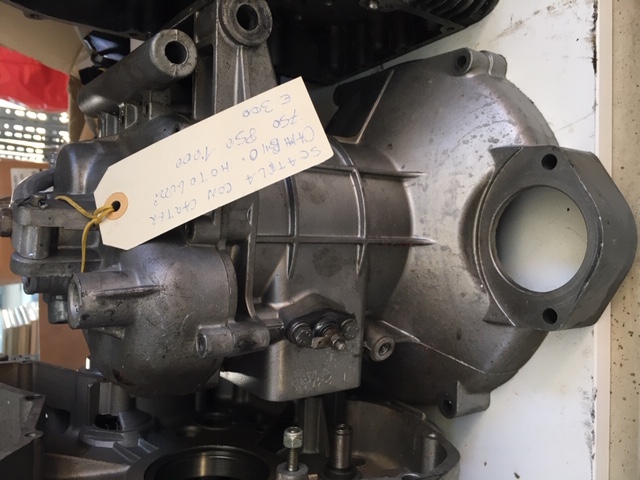 SCATOLA CON CARTER
CAMBIO. MOTO GUZZI
750 850 1000
E 300